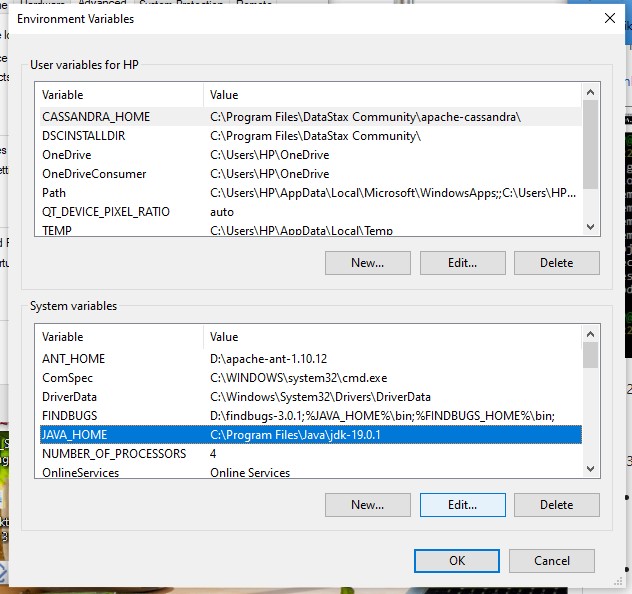 Environment Variables
User variables for HP
Variable Value
CASSANDRA_HOME C:\Program Files\DataStax Community\apache-cassandra\
DSCINSTALLDIR C:\Program Files\DataStax Community\
OneDrive C:\Users\HP\OneDrive
OneDriveConsumer C:\Users\HP\OneDrive
Path C:\Users\HP\AppData\Local\Microsoft\WindowsApps;;C:\Users\HP...
QT_DEVICE_PIXEL_RATIO auto
TEMP C:\Users\HP\AppData\Local\Temp
New... Edit... Delete
System variables
Variable Value
ANT_HOME D:\apache-ant-1.10.12
ComSpec C:\WINDOWS\system32\cmd.exe
DriverData C:\Windows\System32\Drivers\DriverData
FINDBUGS D:\findbugs-3.0.1;%JAVA_HOME%\bin;%FINDBUGS_HOME%\bin;
JAVA_HOME C:\Program Files\Java\jdk-19.0.1
NUMBER_OF_PROCESSORS 4
OnlineServices Online Services
New... Edit... Delete
OK Cancel